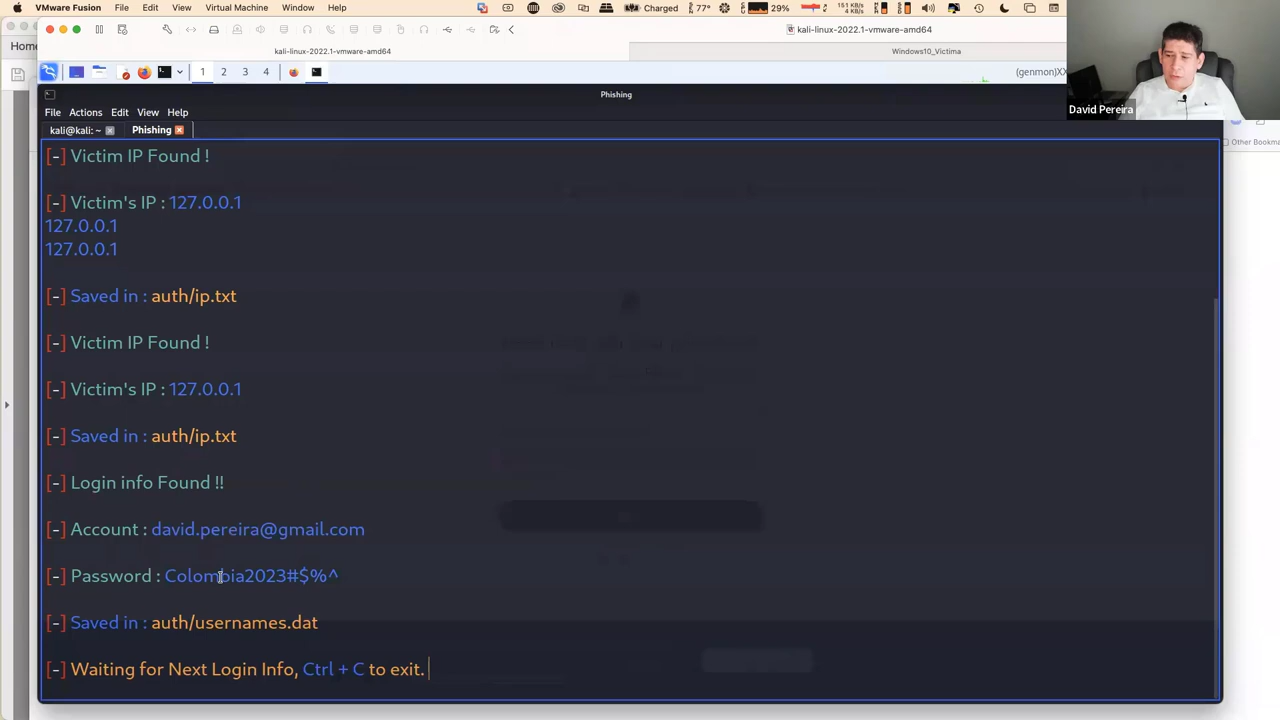 VMware Fusion File Edit View Virtual Machine Window Help Charged 77° 29% 151 KB/s 4 KB/s
kali-linux-2022.1-vmware-amd64
Home
kali-linux-2022.1-vmware-amd64 Windows10_Victima
1 2 3 4 (genmon)XX
Phishing
David Pereira
File Actions Edit View Help
kali@kali: ~ Phishing
Other Bookma
[-] Victim IP Found !
[-] Victim's IP : 127.0.0.1
127.0.0.1
127.0.0.1
[-] Saved in : auth/ip.txt
[-] Victim IP Found !
[-] Victim's IP : 127.0.0.1
[-] Saved in : auth/ip.txt
[-] Login info Found !!
[-] Account : david.pereira@gmail.com
[-] Password : Colombia2023#$%^
[-] Saved in : auth/usernames.dat
[-] Waiting for Next Login Info, Ctrl + C to exit.